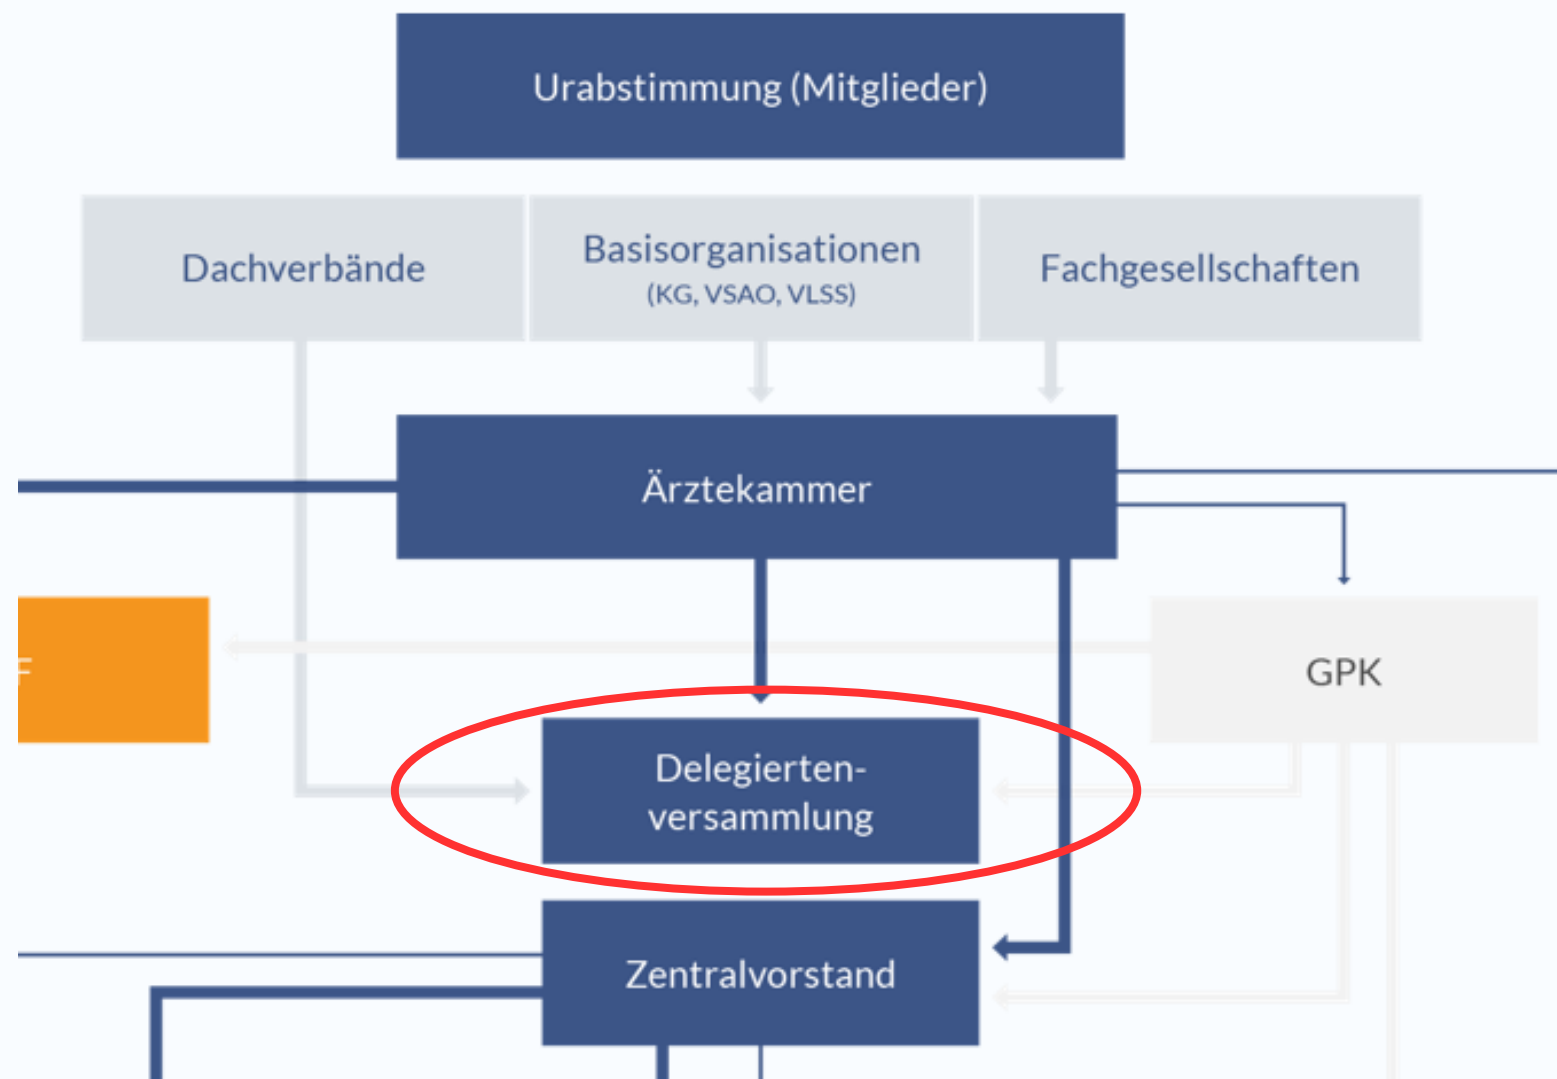 Urabstimmung (Mitglieder)
Dachverbände
Basisorganisationen
(KG, VSAO, VLSS)
Fachgesellschaften
Ärztekammer
F
GPK
Delegierten-
versammlung
Zentralvorstand